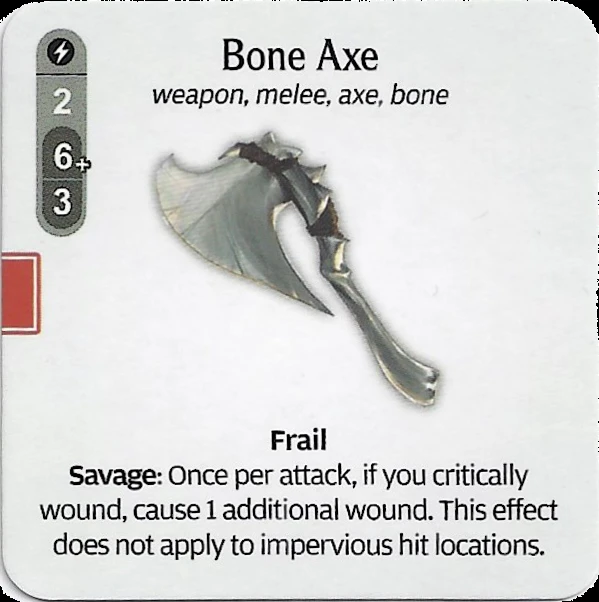 Bone Axe
weapon, melee, axe, bone
2
6+
3
Frail
Savage: Once per attack, if you critically
wound, cause 1 additional wound. This effect
does not apply to impervious hit locations.